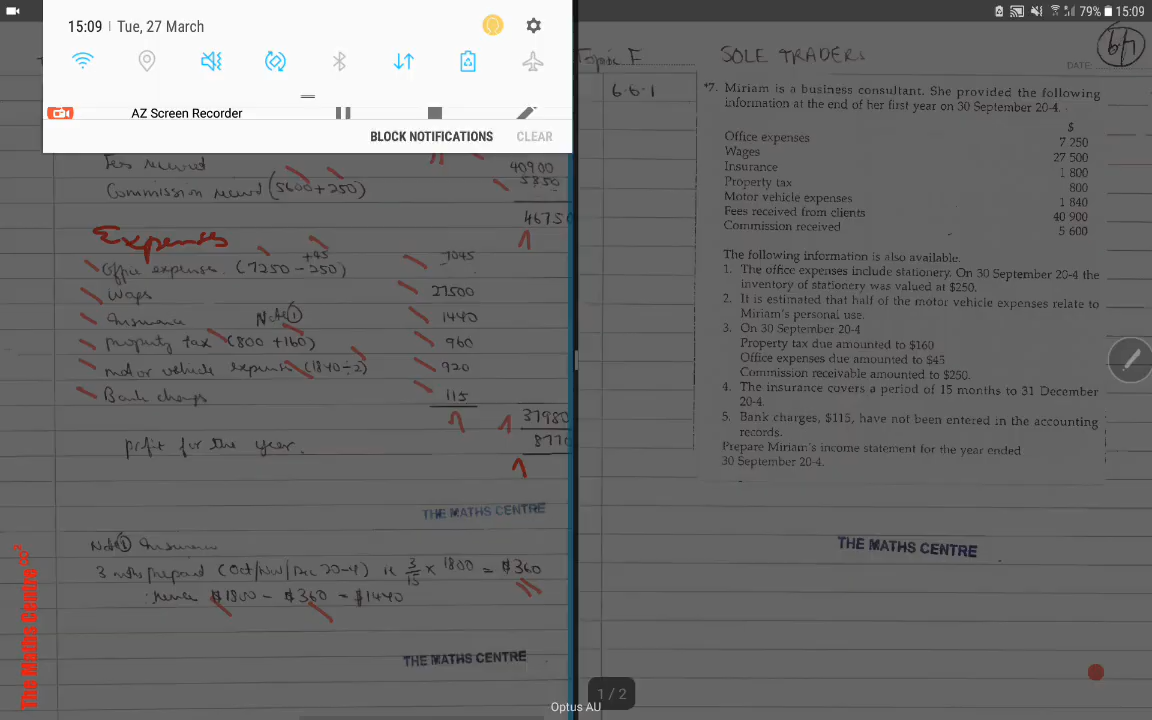 15:09 | Tue, 27 March
79% 15:09
AZ Screen Recorder
BLOCK NOTIFICATIONS
CLEAR
Fees received 40900
Commission receivd (5600+250) 5850
46750
Expenses
+45
Office expenses (7250-250) 7045
Wages 27500
Insurance Note ① 1440
property tax (800 +160) 960
motor vehicle expenses (1840÷2) 920
Bank charges 115
37980
profit for the year. 8770
THE MATHS CENTRE
Note ① Insurance
3 mths prepaid (Oct/Nov/Dec 20-4) is 3/15 × 1800 = $360
hence $1800 - $360 = $1440
THE MATHS CENTRE
The Maths Centre
Topic F SOLE TRADERS
DATE:
6/7
6-6-1
*7. Miriam is a business consultant. She provided the following
information at the end of her first year on 30 September 20-4.
$
Office expenses 7 250
Wages 27 500
Insurance 1 800
Property tax 800
Motor vehicle expenses 1 840
Fees received from clients 40 900
Commission received 5 600
The following information is also available.
1. The office expenses include stationery. On 30 September 20-4 the
inventory of stationery was valued at $250.
2. It is estimated that half of the motor vehicle expenses relate to
Miriam's personal use.
3. On 30 September 20-4
Property tax due amounted to $160
Office expenses due amounted to $45
Commission receivable amounted to $250.
4. The insurance covers a period of 15 months to 31 December
20-4.
5. Bank charges, $115, have not been entered in the accounting
records.
Prepare Miriam's income statement for the year ended
30 September 20-4.
THE MATHS CENTRE
1 / 2
Optus AU